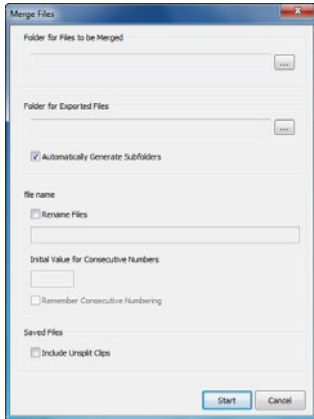 Merge Files
Folder for Files to be Merged
...
Folder for Exported Files
...
Automatically Generate Subfolders
file name
Rename Files
Initial Value for Consecutive Numbers
Remember Consecutive Numbering
Saved Files
Include Unsplit Clips
Start Cancel